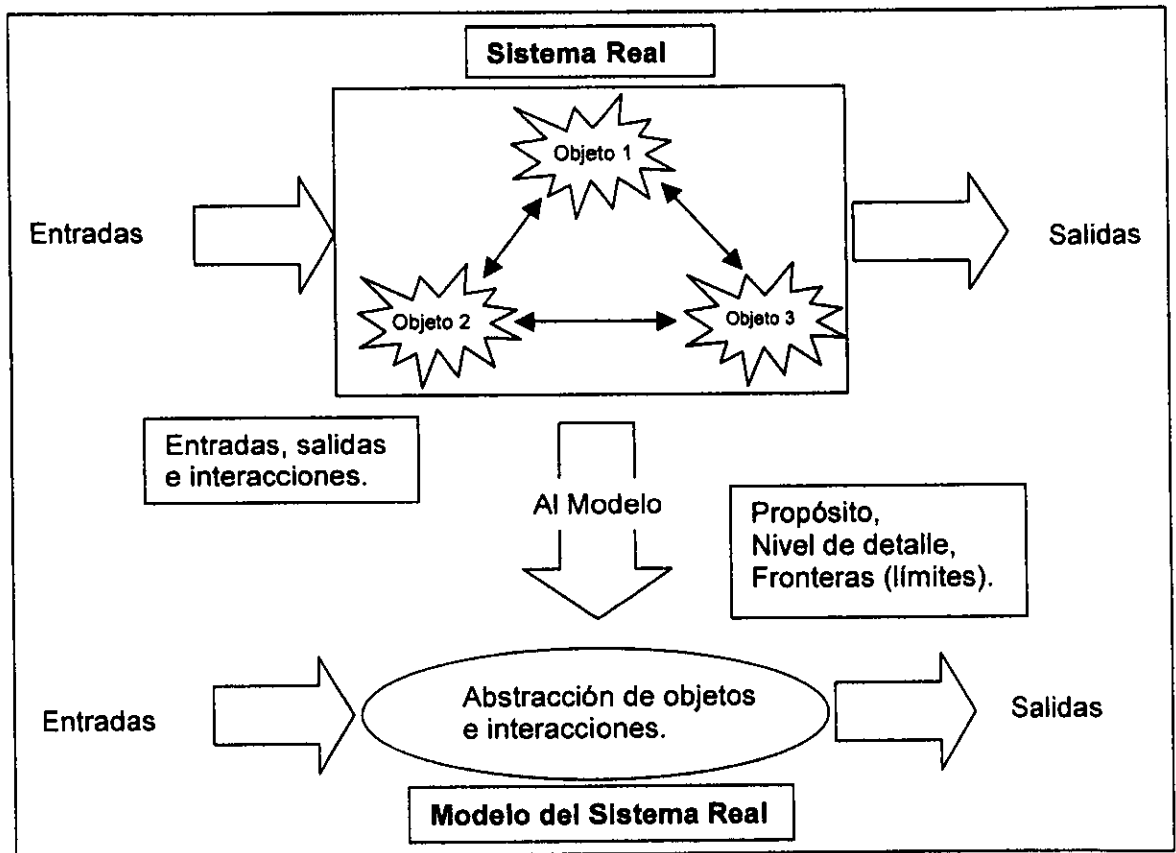 Sistema Real
Objeto 1
Entradas
Salidas
Objeto 2
Objeto 3
Entradas, salidas
e interacciones.
Al Modelo
Propósito,
Nivel de detalle,
Fronteras (límites).
Entradas
Abstracción de objetos
e interacciones.
Salidas
Modelo del Sistema Real